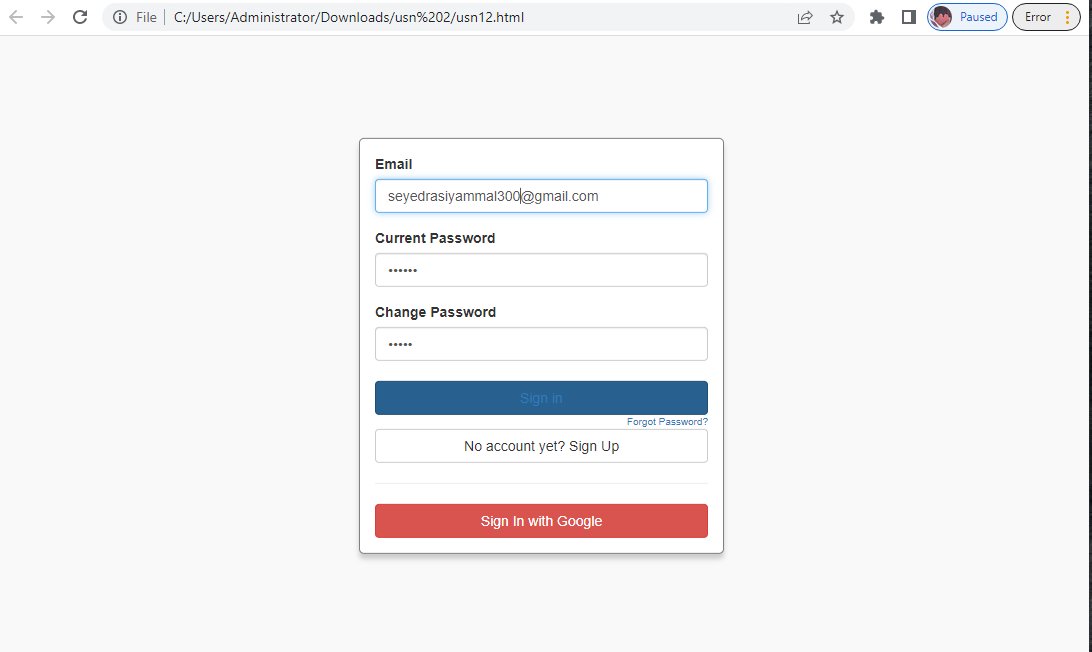 File C:/Users/Administrator/Downloads/usn%202/usn12.html Paused Error
Email
seyedrasiyammal300@gmail.com
Current Password
••••••
Change Password
•••••
Sign in
Forgot Password?
No account yet? Sign Up
Sign In with Google